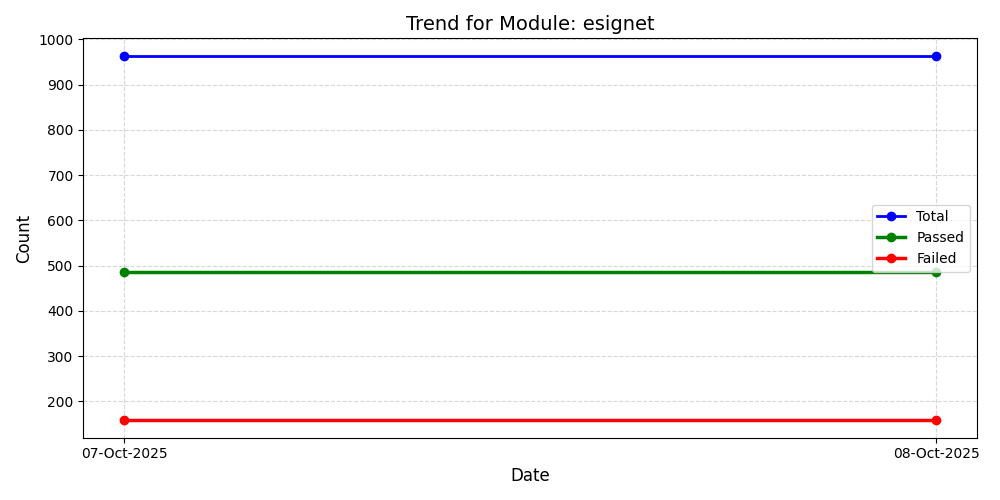 Trend for Module: esignet
1000
900
800
700
600
500
400
300
200
Count
Total
Passed
Failed
07-Oct-2025
08-Oct-2025
Date